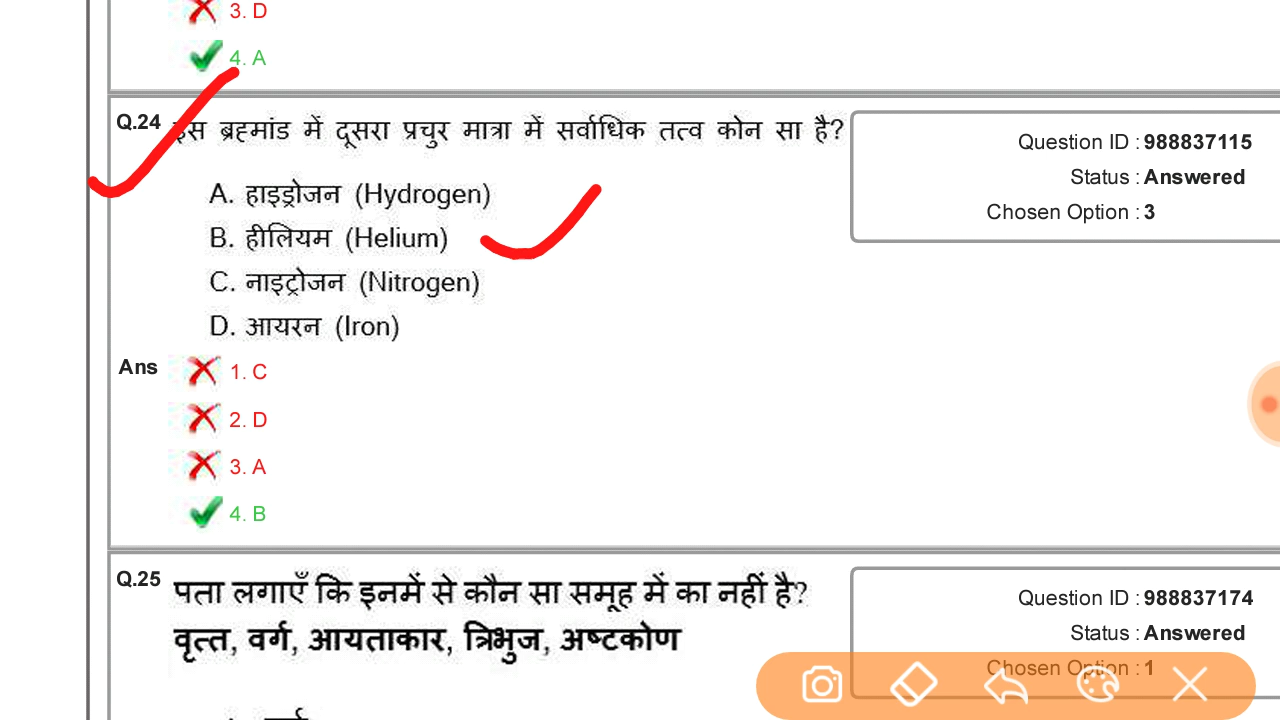 3. D
4. A
Q.24 इस ब्रह्मांड में दूसरा प्रचुर मात्रा में सर्वाधिक तत्व कोन सा है?
A. हाइड्रोजन (Hydrogen)
B. हीलियम (Helium)
C. नाइट्रोजन (Nitrogen)
D. आयरन (Iron)
Question ID : 988837115
Status : Answered
Chosen Option : 3
Ans 1. C
2. D
3. A
4. B
Q.25 पता लगाएँ कि इनमें से कौन सा समूह में का नहीं है?
वृत्त, वर्ग, आयताकार, त्रिभुज, अष्टकोण
Question ID : 988837174
Status : Answered
Chosen Option : 1